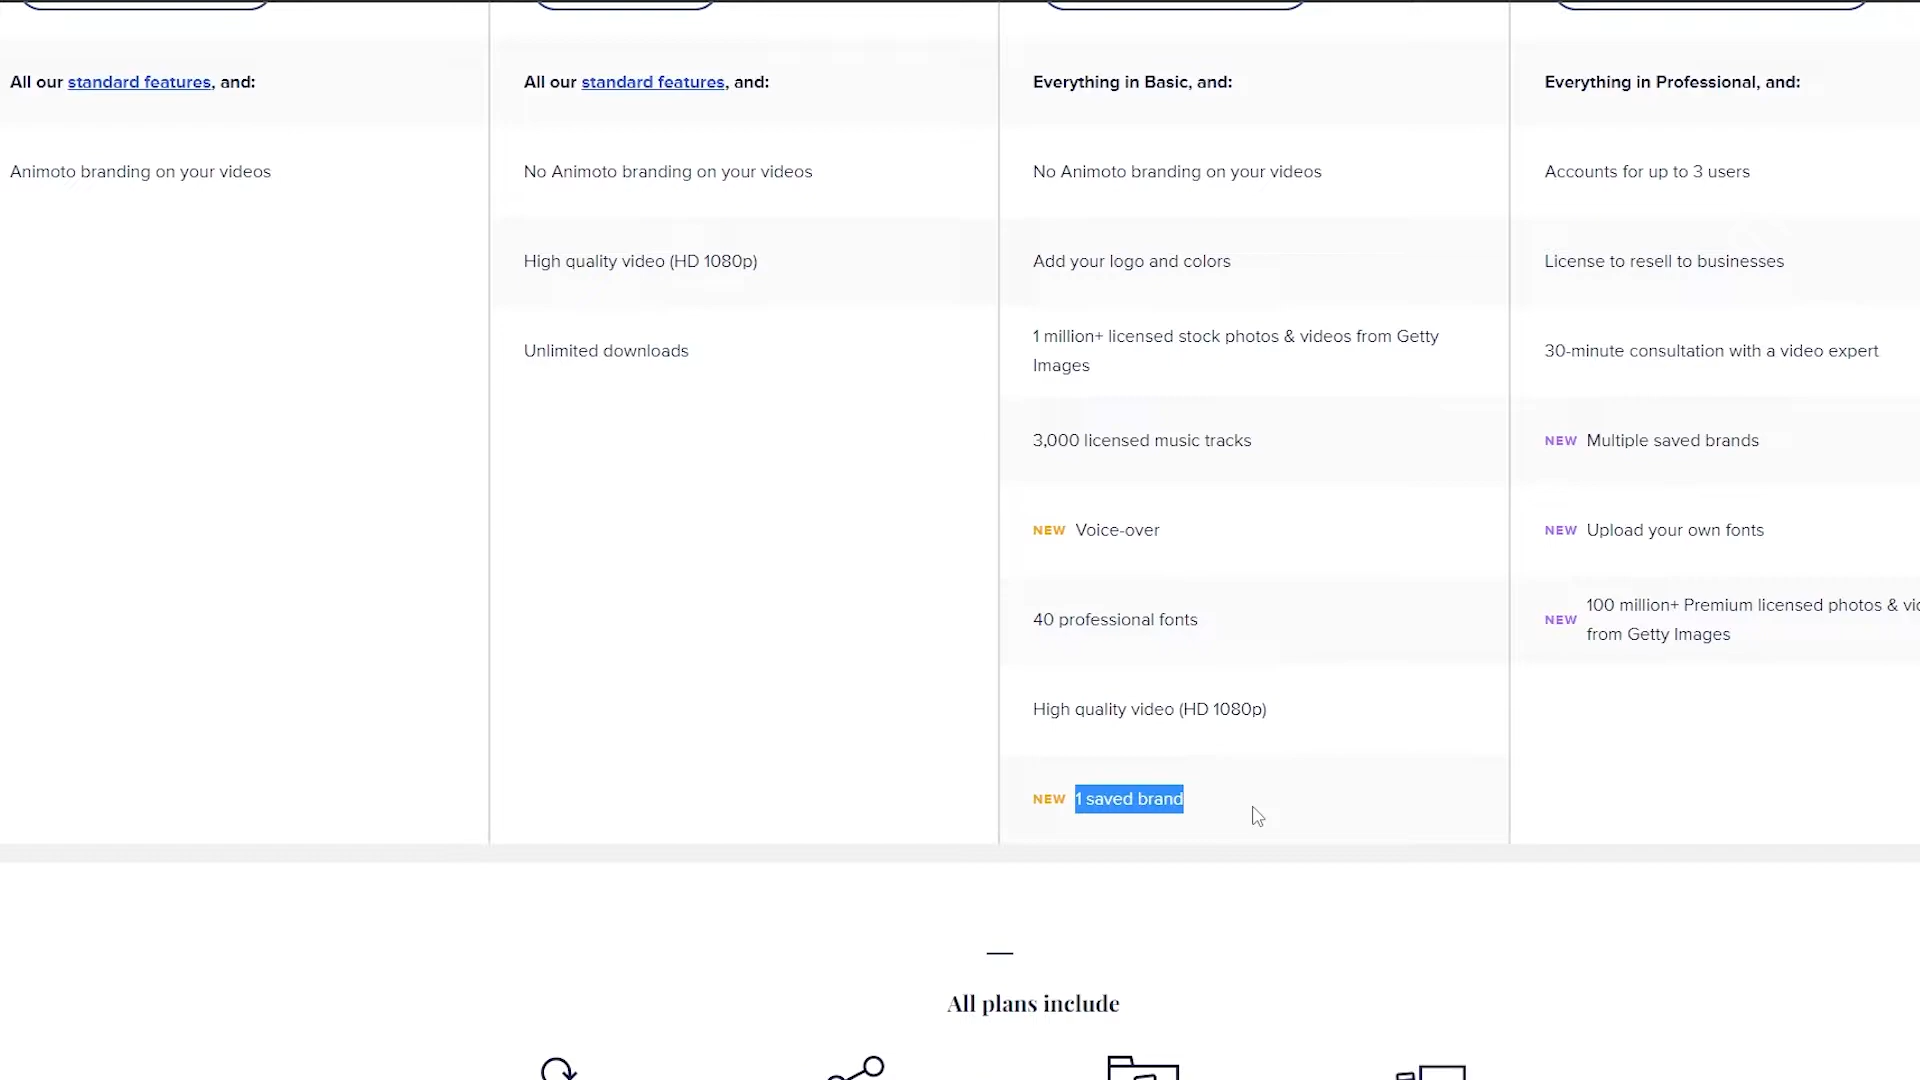 All our standard features, and:
Animoto branding on your videos
All our standard features, and:
No Animoto branding on your videos
High quality video (HD 1080p)
Unlimited downloads
Everything in Basic, and:
No Animoto branding on your videos
Add your logo and colors
1 million+ licensed stock photos & videos from Getty
Images
3,000 licensed music tracks
NEW Voice-over
40 professional fonts
High quality video (HD 1080p)
NEW 1 saved brand
Everything in Professional, and:
Accounts for up to 3 users
License to resell to businesses
30-minute consultation with a video expert
NEW Multiple saved brands
NEW Upload your own fonts
NEW 100 million+ Premium licensed photos &
from Getty Images
All plans include